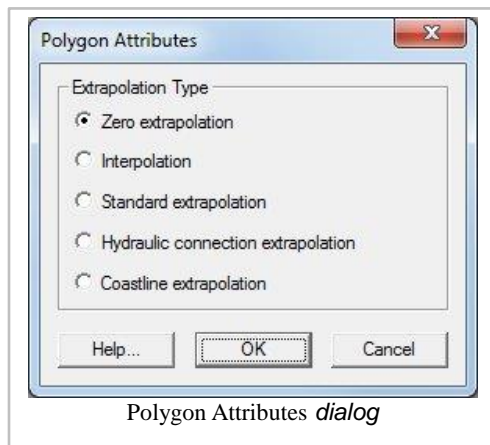 Polygon Attributes
Extrapolation Type
Zero extrapolation
Interpolation
Standard extrapolation
Hydraulic connection extrapolation
Coastline extrapolation
Help... OK Cancel
Polygon Attributes dialog